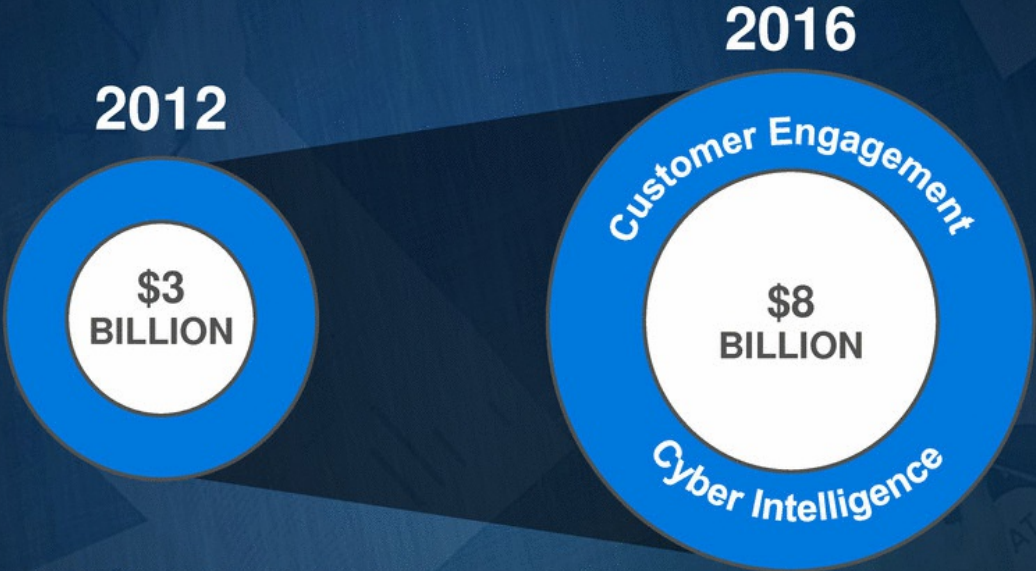 2012
$3
BILLION
2016
Customer Engagement
$8
BILLION
Cyber Intelligence